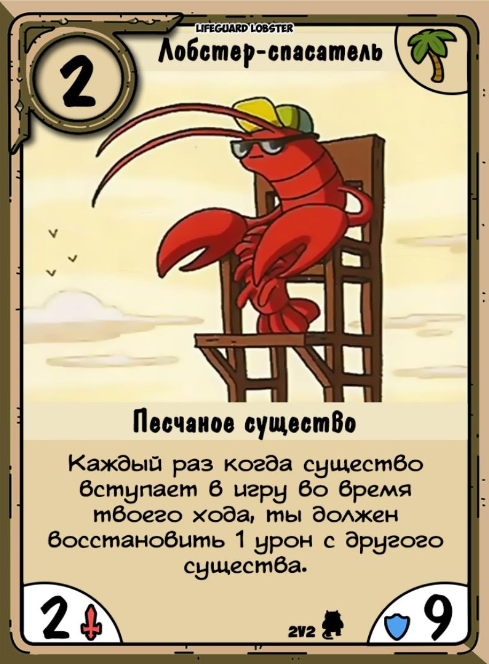 LIFEGUARD LOBSTER
2
Лобстер-спасатель
Песчаное существо
Каждый раз когда существо
вступает в игру во время
твоего хода, ты должен
восстановить 1 урон с другого
существа.
2
2V2
9